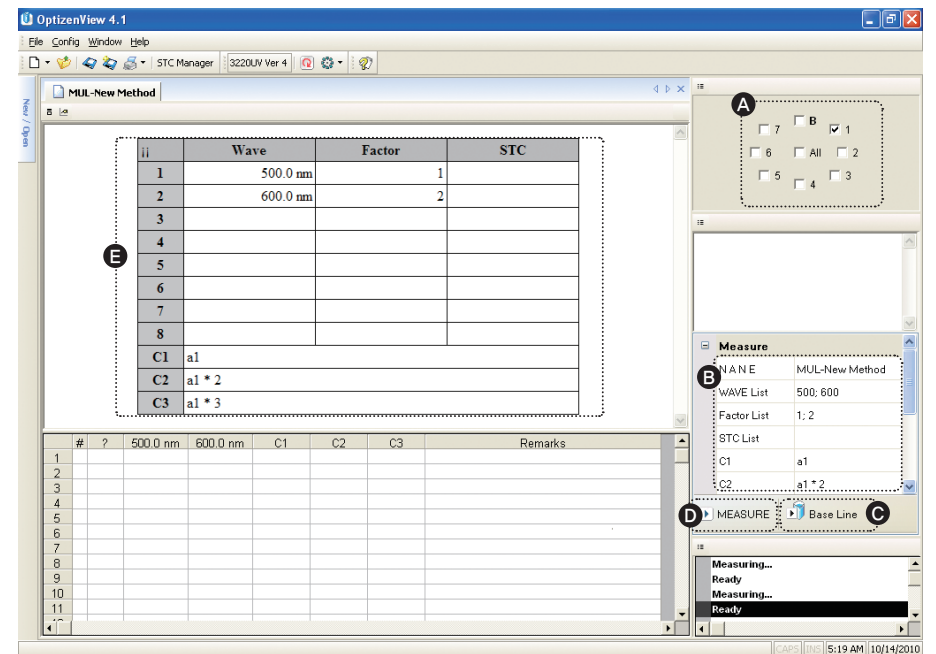 OptizenView 4.1
File Config Window Help
STC Manager 3220UV Ver 4
New / Open
MUL-New Method
A
B
7 1
6 All 2
5 3
4
ii Wave Factor STC
1 500.0 nm 1
2 600.0 nm 2
3
4
5
6
7
8
C1 a1
C2 a1 * 2
C3 a1 * 3
E
Measure
B
N A N E MUL-New Method
WAVE List 500; 600
Factor List 1; 2
STC List
C1 a1
C2 a1 * 2
D MEASURE Base Line C
# ? 500.0 nm 600.0 nm C1 C2 C3 Remarks
1
2
3
4
5
6
7
8
9
10
11
Measuring...
Ready
Measuring...
Ready
CAPS INS 5:19 AM 10/14/2010